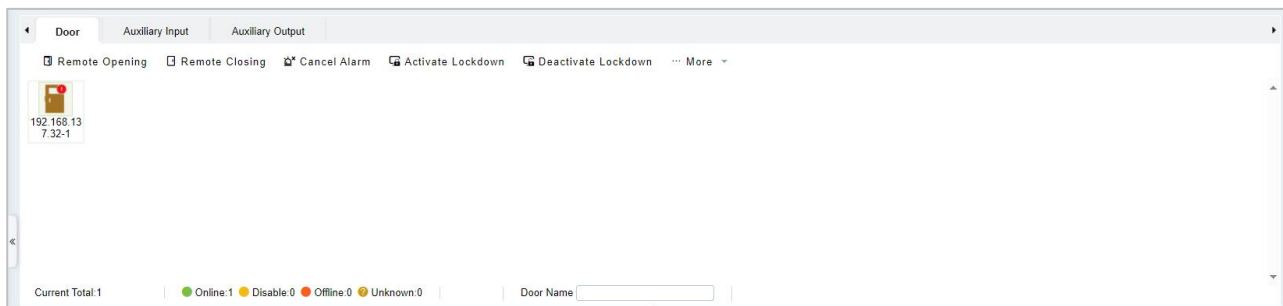 Door Auxiliary Input Auxiliary Output
Remote Opening Remote Closing Cancel Alarm Activate Lockdown Deactivate Lockdown ··· More
192.168.13
7.32-1
Current Total:1 Online:1 Disable:0 Offline:0 Unknown:0 Door Name